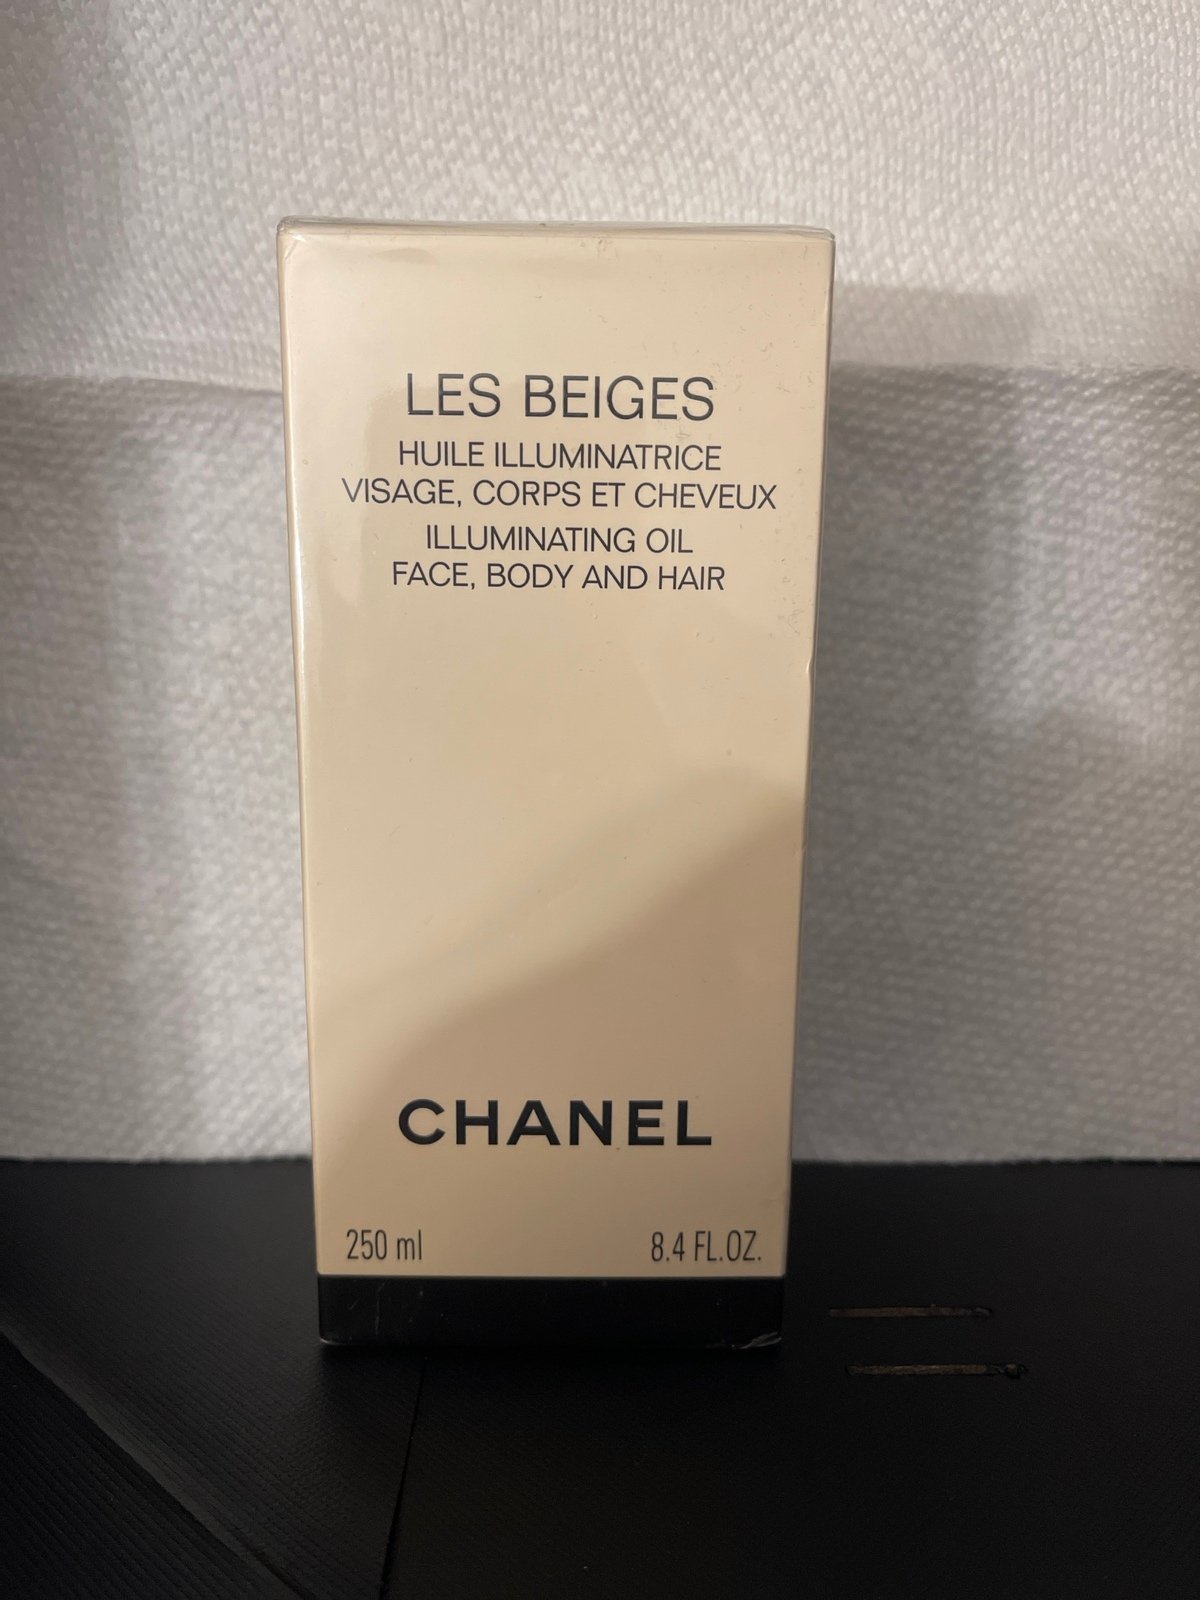 LES BEIGES
HUILE ILLUMINATRICE
VISAGE, CORPS ET CHEVEUX
ILLUMINATING OIL
FACE, BODY AND HAIR
CHANEL
250 ml 8.4 FL.OZ.